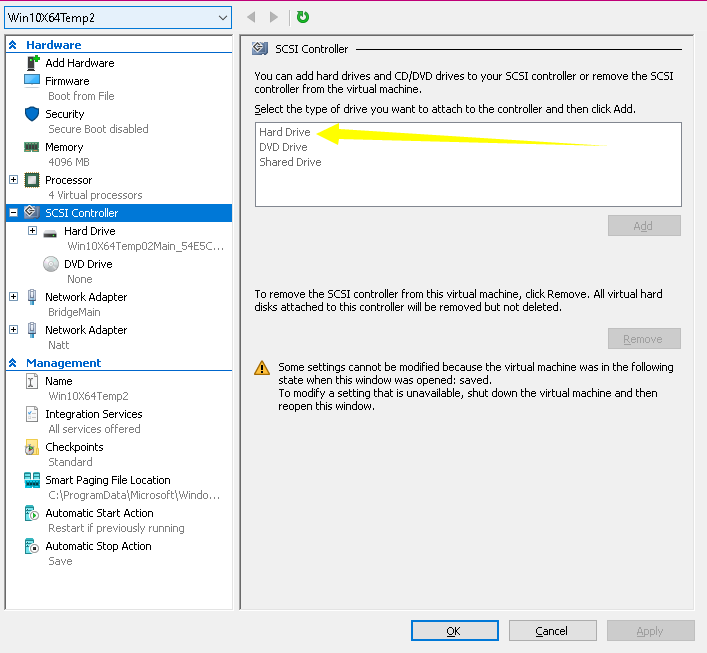 Win10X64Temp2
Hardware
Add Hardware
Firmware
Boot from File
Security
Secure Boot disabled
Memory
4096 MB
Processor
4 Virtual processors
SCSI Controller
Hard Drive
Win10X64Temp02Main_54E5C...
DVD Drive
None
Network Adapter
BridgeMain
Network Adapter
Natt
Management
Name
Win10X64Temp2
Integration Services
All services offered
Checkpoints
Standard
Smart Paging File Location
C:\ProgramData\Microsoft\Windo...
Automatic Start Action
Restart if previously running
Automatic Stop Action
Save
SCSI Controller
You can add hard drives and CD/DVD drives to your SCSI controller or remove the SCSI
controller from the virtual machine.
Select the type of drive you want to attach to the controller and then click Add.
Hard Drive
DVD Drive
Shared Drive
Add
To remove the SCSI controller from this virtual machine, click Remove. All virtual hard
disks attached to this controller will be removed but not deleted.
Remove
Some settings cannot be modified because the virtual machine was in the following
state when this window was opened: saved.
To modify a setting that is unavailable, shut down the virtual machine and then
reopen this window.
OK
Cancel
Apply